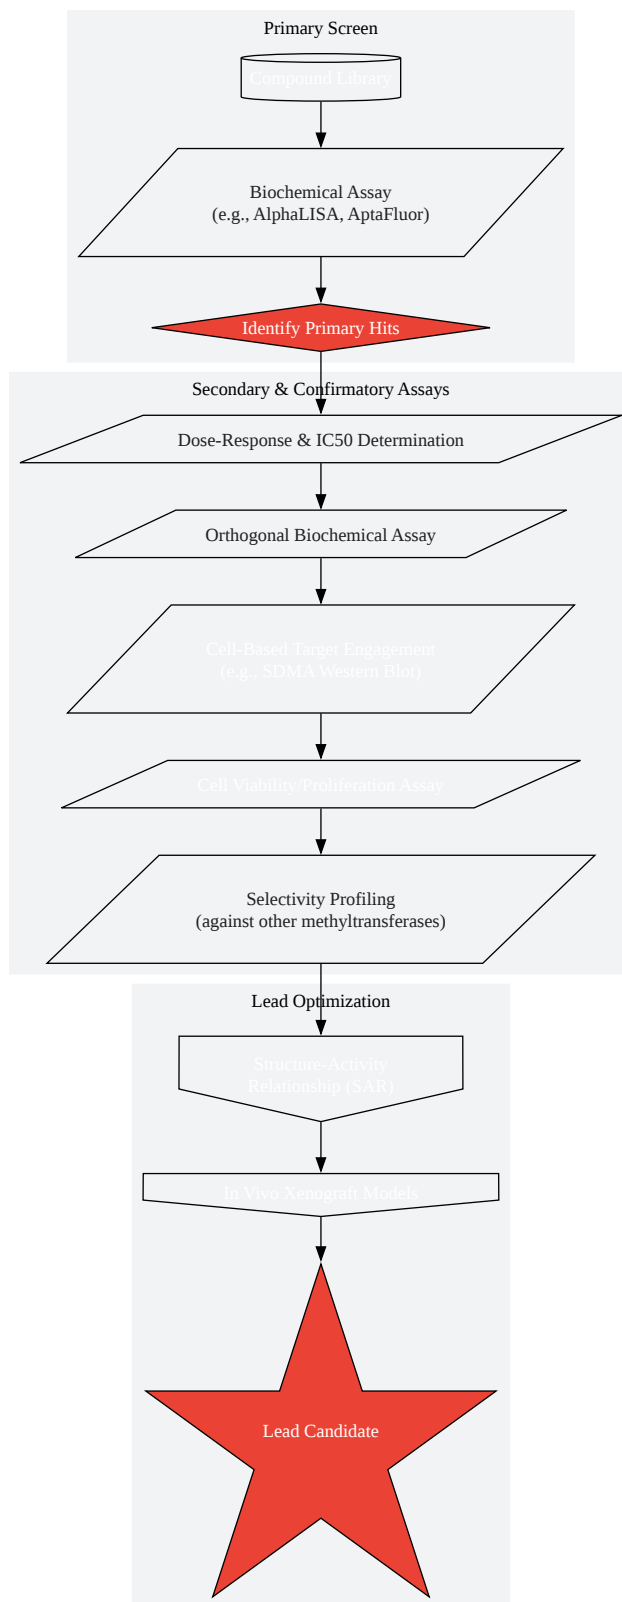 Primary Screen
Compound Library
Biochemical Assay
(e.g., AlphaLISA, AptaFluor)
Identify Primary Hits
Secondary & Confirmatory Assays
Dose-Response & IC50 Determination
Orthogonal Biochemical Assay
Cell-Based Target Engagement
(e.g., SDMA Western Blot)
Cell Viability/Proliferation Assay
Selectivity Profiling
(against other methyltransferases)
Lead Optimization
Structure-Activity
Relationship (SAR)
In Vivo Xenograft Models
Lead Candidate